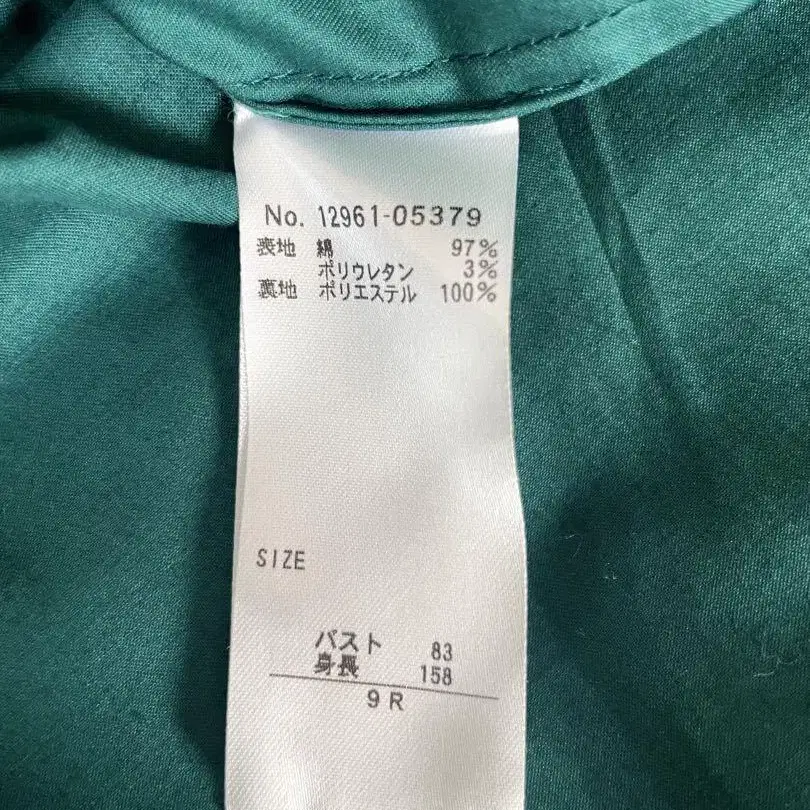 No. 12961-05379
表地 綿 97%
ポリウレタン 3%
裏地 ポリエステル 100%
SIZE
バスト 83
身長 158
9R